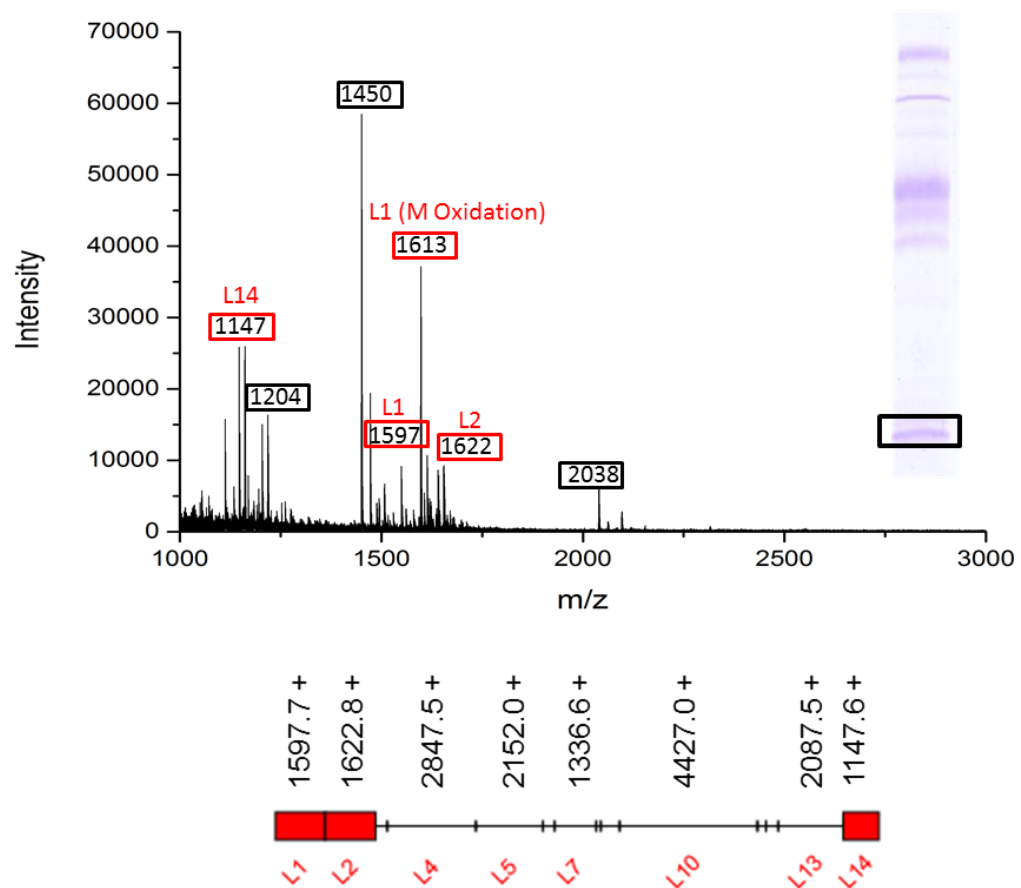 70000
60000
50000
40000
30000
20000
10000
0
Intensity
1000 1500 2000 2500 3000
m/z
1450
L1 (M Oxidation)
1613
L14
1147
1204
L1
1597
L2
1622
2038
1597.7 +
1622.8 +
2847.5 +
2152.0 +
1336.6 +
4427.0 +
2087.5 +
1147.6 +
L1
L2
L4
L5
L7
L10
L13
L14